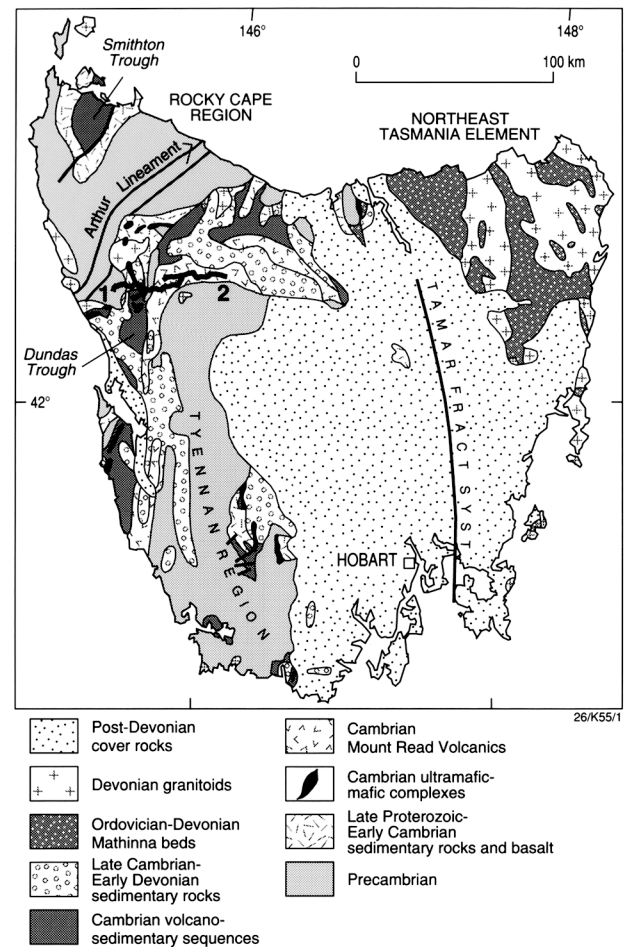 146°
148°
Smithton
Trough
0
100 km
ROCKY CAPE
REGION
NORTHEAST
TASMANIA ELEMENT
Arthur Lineament
1
2
Dundas
Trough
42°
TAMAR FRACT SYST
TYENNAN REGION
HOBART
26/K55/1
Post-Devonian
cover rocks
Devonian granitoids
Ordovician-Devonian
Mathinna beds
Late Cambrian-
Early Devonian
sedimentary rocks
Cambrian volcano-
sedimentary sequences
Cambrian
Mount Read Volcanics
Cambrian ultramafic-
mafic complexes
Late Proterozoic-
Early Cambrian
sedimentary rocks and basalt
Precambrian